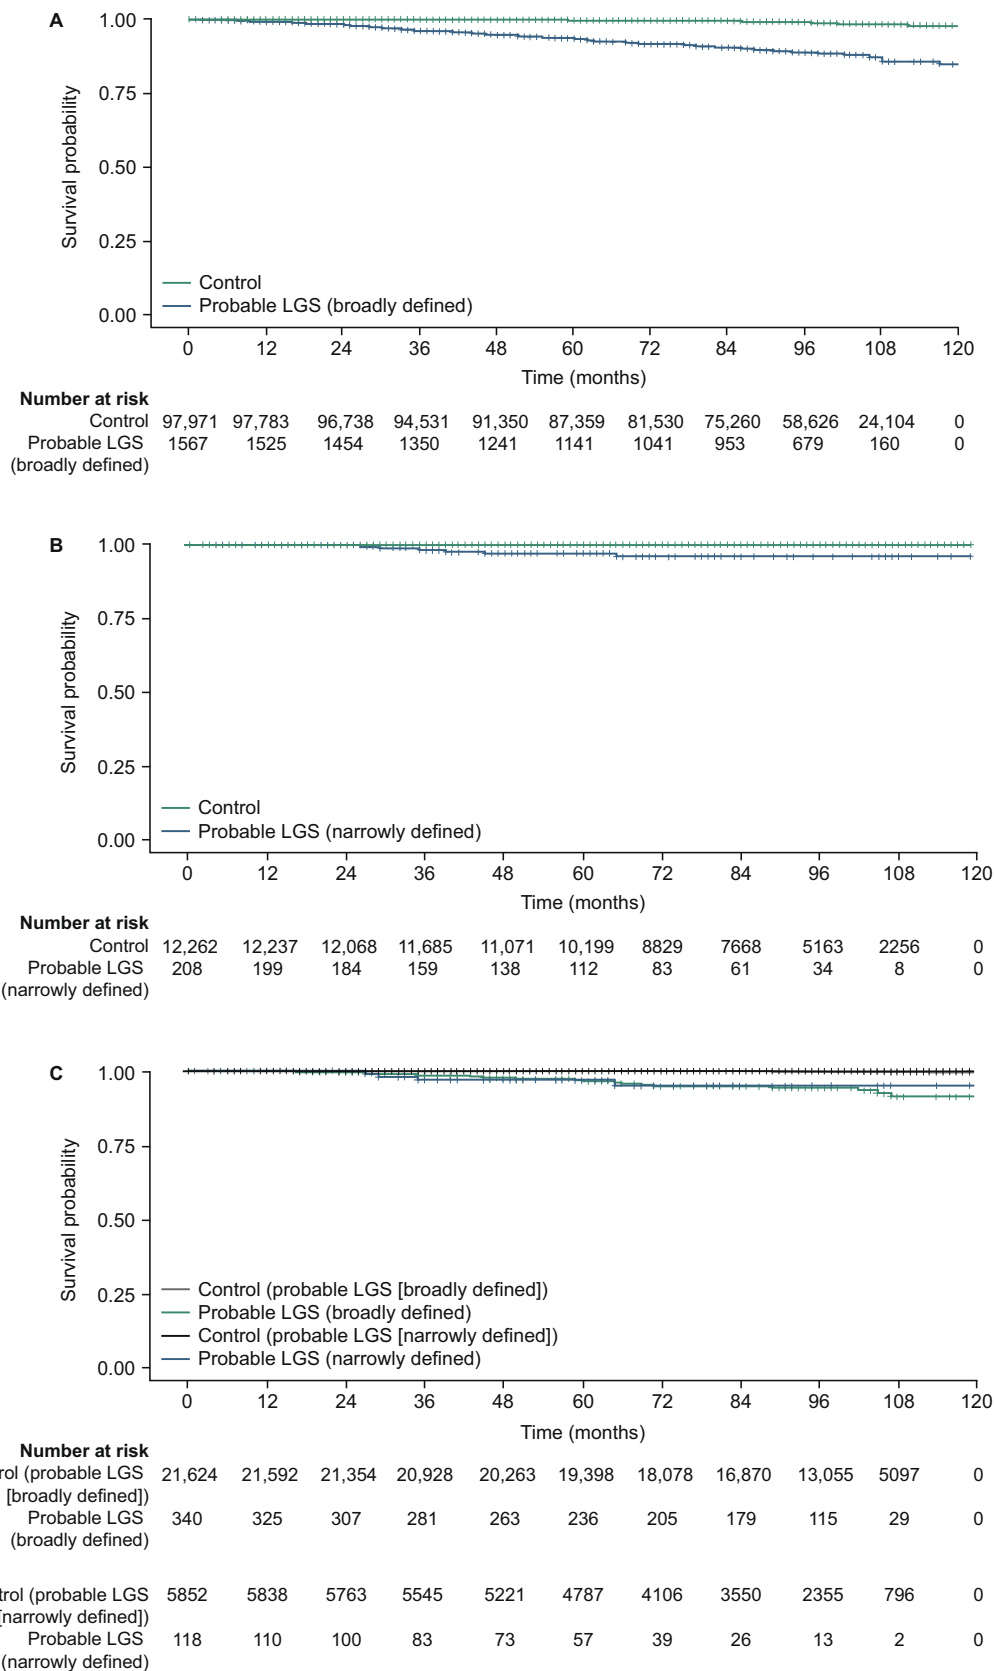 A
1.00
0.75
0.50
0.25
0.00
Survival probability
Control
Probable LGS (broadly defined)
0 12 24 36 48 60 72 84 96 108 120
Time (months)
Number at risk
Control 97,971 97,783 96,738 94,531 91,350 87,359 81,530 75,260 58,626 24,104 0
Probable LGS 1567 1525 1454 1350 1241 1141 1041 953 679 160 0
(broadly defined)
B
1.00
0.75
0.50
0.25
0.00
Survival probability
Control
Probable LGS (narrowly defined)
0 12 24 36 48 60 72 84 96 108 120
Time (months)
Number at risk
Control 12,262 12,237 12,068 11,685 11,071 10,199 8829 7668 5163 2256 0
Probable LGS 208 199 184 159 138 112 83 61 34 8 0
(narrowly defined)
C
1.00
0.75
0.50
0.25
0.00
Survival probability
Control (probable LGS [broadly defined])
Probable LGS (broadly defined)
Control (probable LGS [narrowly defined])
Probable LGS (narrowly defined)
0 12 24 36 48 60 72 84 96 108 120
Time (months)
Number at risk
rol (probable LGS 21,624 21,592 21,354 20,928 20,263 19,398 18,078 16,870 13,055 5097 0
[broadly defined])
Probable LGS 340 325 307 281 263 236 205 179 115 29 0
(broadly defined)
trol (probable LGS 5852 5838 5763 5545 5221 4787 4106 3550 2355 796 0
[narrowly defined])
Probable LGS 118 110 100 83 73 57 39 26 13 2 0
(narrowly defined)